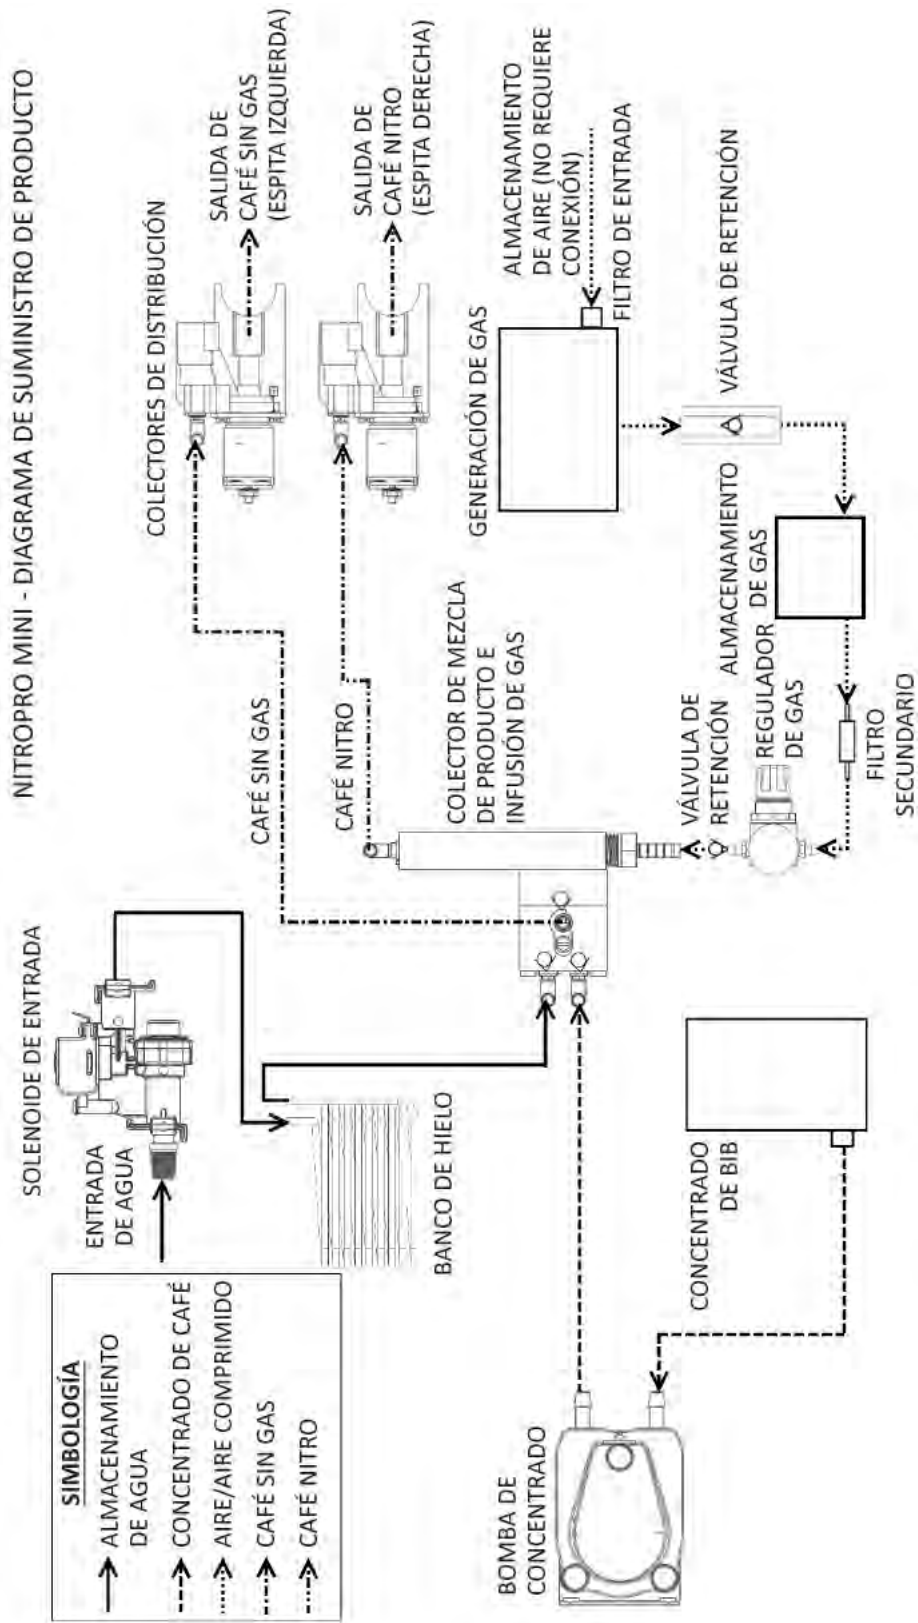 NITROPRO MINI - DIAGRAMA DE SUMINISTRO DE PRODUCTO
SIMBOLOGÍA
ALMACENAMIENTO
DE AGUA
CONCENTRADO DE CAFÉ
AIRE/AIRE COMPRIMIDO
CAFÉ SIN GAS
CAFÉ NITRO
SOLENOIDE DE ENTRADA
ENTRADA
DE AGUA
BANCO DE HIELO
CAFÉ SIN GAS
CAFÉ NITRO
COLECTORES DE DISTRIBUCIÓN
SALIDA DE
CAFÉ SIN GAS
(ESPITA IZQUIERDA)
SALIDA DE
CAFÉ NITRO
(ESPITA DERECHA)
COLECTOR DE MEZCLA
DE PRODUCTO E
INFUSIÓN DE GAS
GENERACIÓN DE GAS
ALMACENAMIENTO
DE AIRE (NO REQUIERE
CONEXIÓN)
FILTRO DE ENTRADA
VÁLVULA DE RETENCIÓN
ALMACENAMIENTO
DE GAS
VÁLVULA DE
RETENCIÓN
REGULADOR
DE GAS
FILTRO
SECUNDARIO
BOMBA DE
CONCENTRADO
CONCENTRADO
DE BIB